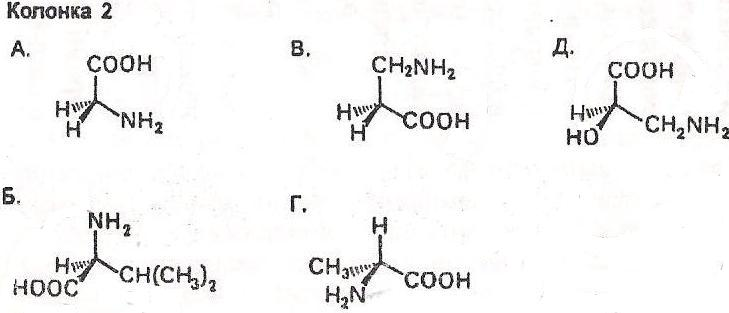 Колонка 2
А.
COOH
H
H
NH₂
В.
CH₂NH₂
H
H
COOH
Д.
COOH
H
HO
CH₂NH₂
Б.
NH₂
H
HOOC
CH(CH₃)₂
Г.
H
CH₃
H₂N
COOH